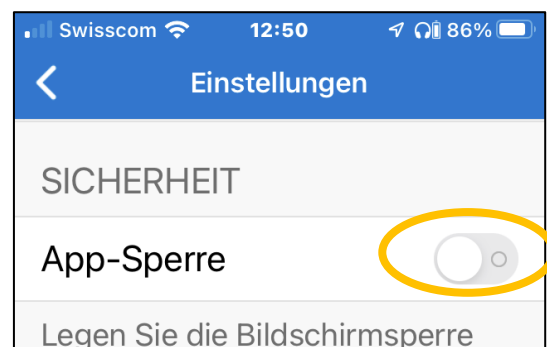 Swisscom 12:50 86%
Einstellungen
SICHERHEIT
App-Sperre
Legen Sie die Bildschirmsperre